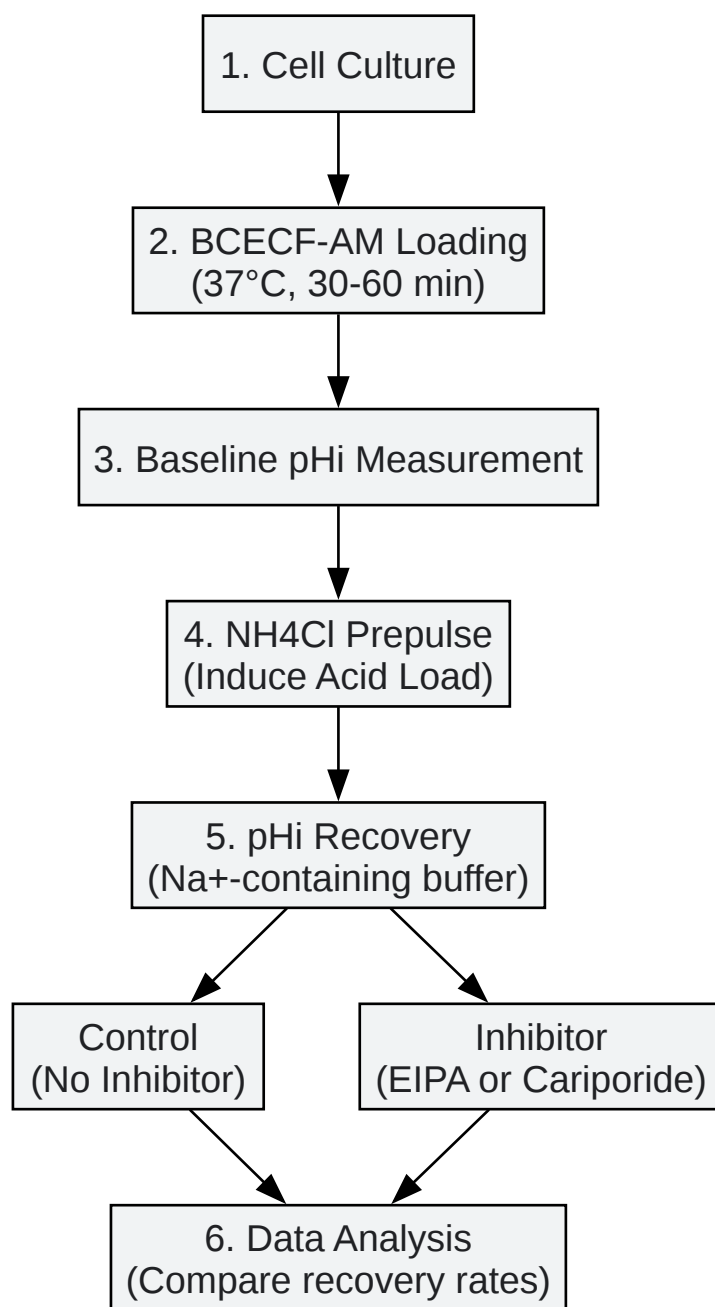 1. Cell Culture
2. BCECF-AM Loading
(37°C, 30-60 min)
3. Baseline pHi Measurement
4. NH4Cl Prepulse
(Induce Acid Load)
5. pHi Recovery
(Na+-containing buffer)
Control
(No Inhibitor)
Inhibitor
(EIPA or Cariporide)
6. Data Analysis
(Compare recovery rates)